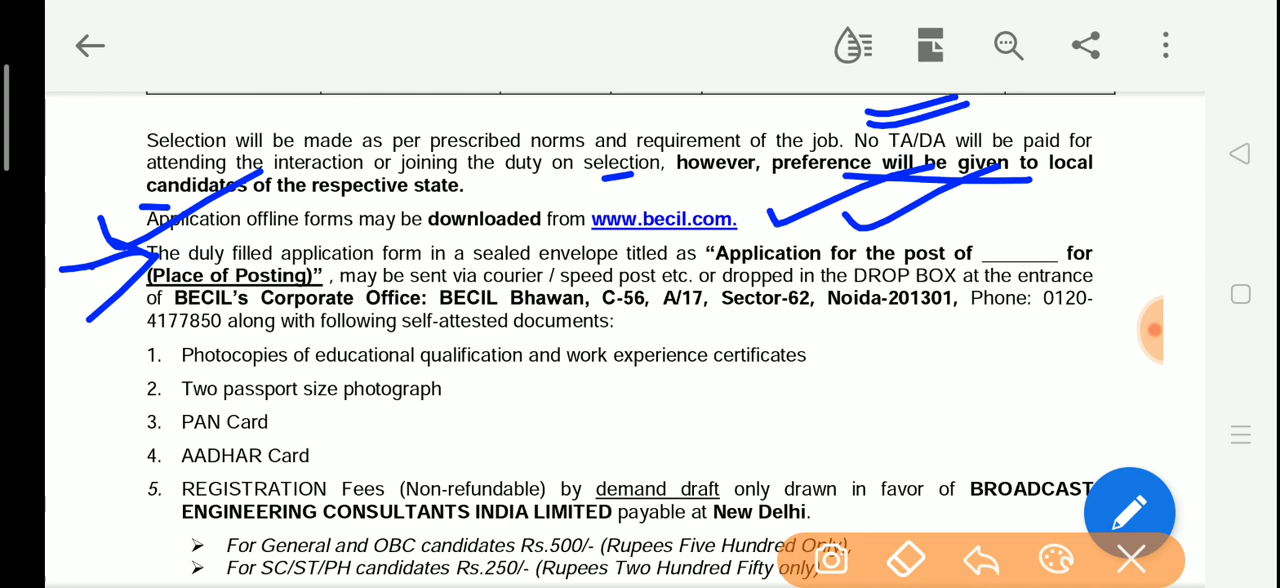 Selection will be made as per prescribed norms and requirement of the job. No TA/DA will be paid for
attending the interaction or joining the duty on selection, however, preference will be given to local
candidates of the respective state.
Application offline forms may be downloaded from www.becil.com.
The duly filled application form in a sealed envelope titled as “Application for the post of _______ for
(Place of Posting)” , may be sent via courier / speed post etc. or dropped in the DROP BOX at the entrance
of BECIL's Corporate Office: BECIL Bhawan, C-56, A/17, Sector-62, Noida-201301, Phone: 0120-
4177850 along with following self-attested documents:
1. Photocopies of educational qualification and work experience certificates
2. Two passport size photograph
3. PAN Card
4. AADHAR Card
5. REGISTRATION Fees (Non-refundable) by demand draft only drawn in favor of BROADCAST
ENGINEERING CONSULTANTS INDIA LIMITED payable at New Delhi.
➢ For General and OBC candidates Rs.500/- (Rupees Five Hundred Only),
➢ For SC/ST/PH candidates Rs.250/- (Rupees Two Hundred Fifty only)